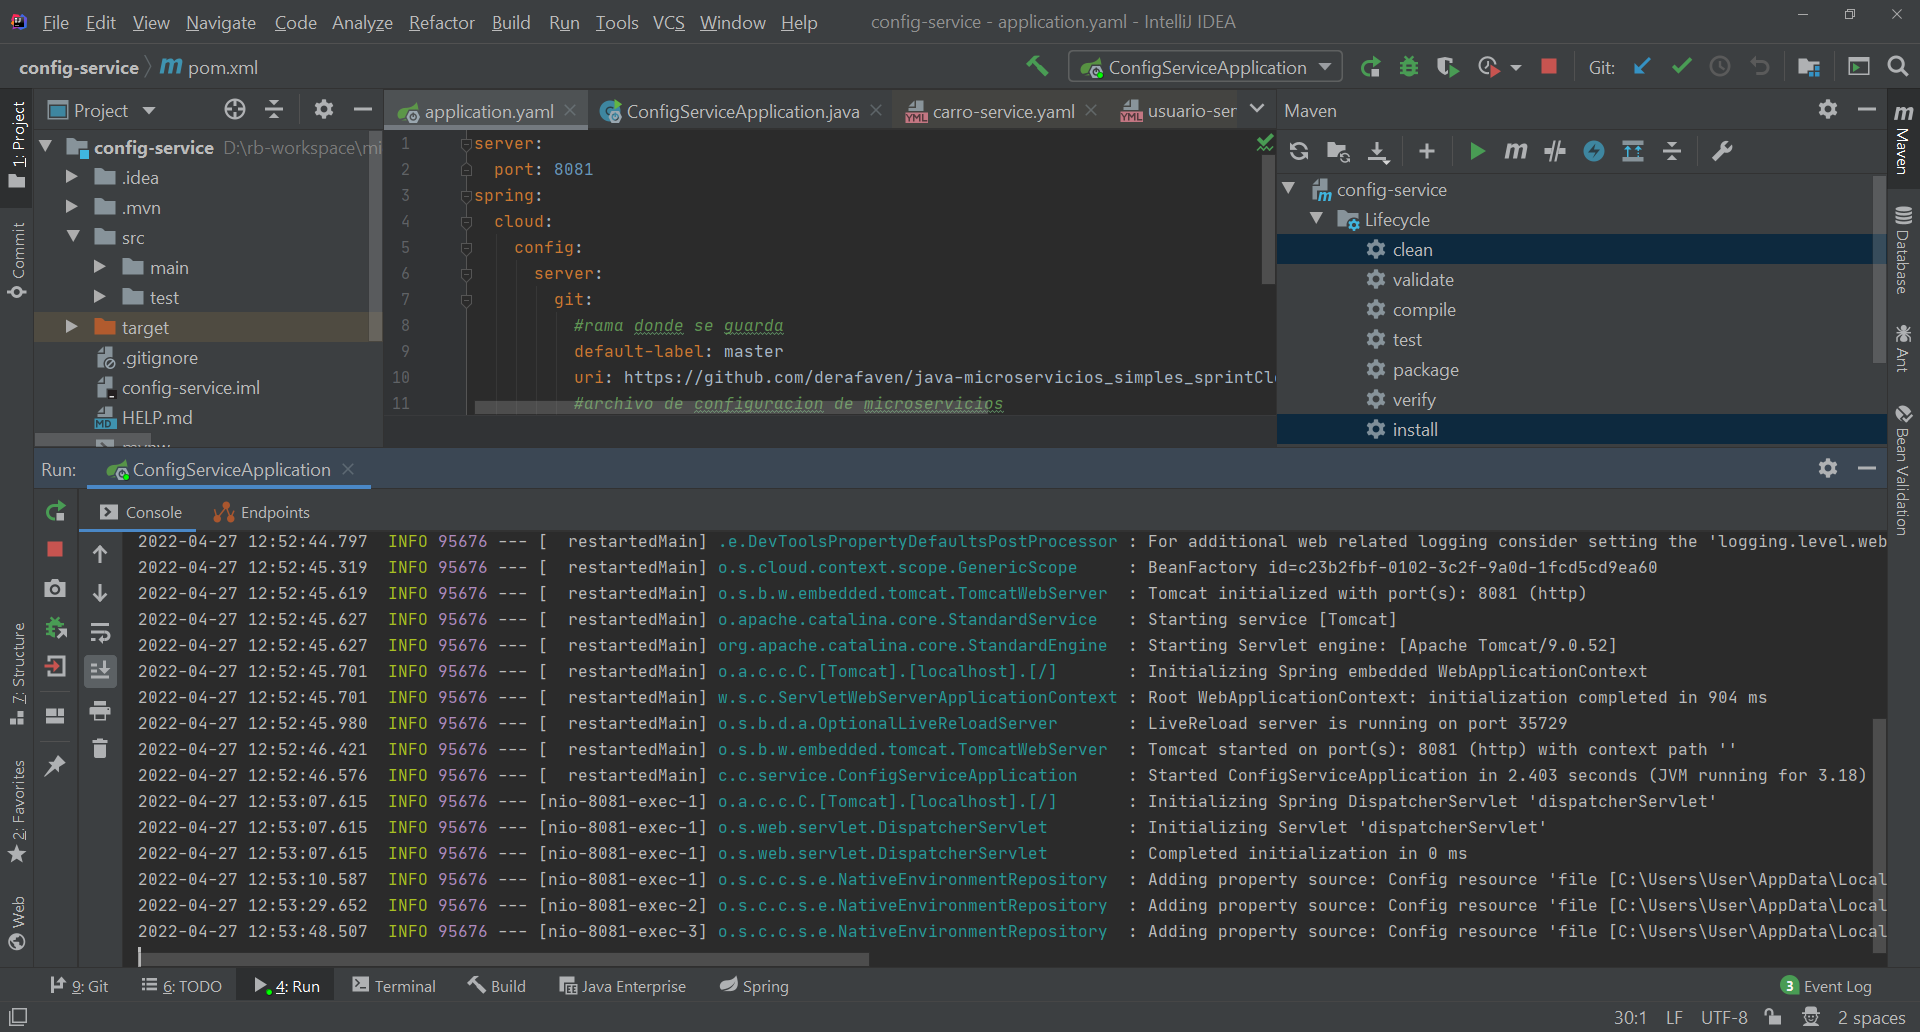 File Edit View Navigate Code Analyze Refactor Build Run Tools VCS Window Help config-service - application.yaml - IntelliJ IDEA
config-service pom.xml ConfigServiceApplication Git:
1: Project
Commit
Z: Structure
2: Favorites
Web
Project
config-service D:\rb-workspace\mi
.idea
.mvn
src
main
test
target
.gitignore
config-service.iml
HELP.md
application.yaml ConfigServiceApplication.java carro-service.yaml usuario-ser
1 server:
2 port: 8081
3 spring:
4 cloud:
5 config:
6 server:
7 git:
8 #rama donde se guarda
9 default-label: master
10 uri: https://github.com/derafaven/java-microservicios_simples_sprintCl
11 #archivo de configuracion de microservicios
Maven
config-service
Lifecycle
clean
validate
compile
test
package
verify
install
Maven
Database
Ant
Bean Validation
Run: ConfigServiceApplication
Console Endpoints
2022-04-27 12:52:44.797 INFO 95676 --- [ restartedMain] .e.DevToolsPropertyDefaultsPostProcessor : For additional web related logging consider setting the 'logging.level.web
2022-04-27 12:52:45.319 INFO 95676 --- [ restartedMain] o.s.cloud.context.scope.GenericScope : BeanFactory id=c23b2fbf-0102-3c2f-9a0d-1fcd5cd9ea60
2022-04-27 12:52:45.619 INFO 95676 --- [ restartedMain] o.s.b.w.embedded.tomcat.TomcatWebServer : Tomcat initialized with port(s): 8081 (http)
2022-04-27 12:52:45.627 INFO 95676 --- [ restartedMain] o.apache.catalina.core.StandardService : Starting service [Tomcat]
2022-04-27 12:52:45.627 INFO 95676 --- [ restartedMain] org.apache.catalina.core.StandardEngine : Starting Servlet engine: [Apache Tomcat/9.0.52]
2022-04-27 12:52:45.701 INFO 95676 --- [ restartedMain] o.a.c.c.C.[Tomcat].[localhost].[/] : Initializing Spring embedded WebApplicationContext
2022-04-27 12:52:45.701 INFO 95676 --- [ restartedMain] w.s.c.ServletWebServerApplicationContext : Root WebApplicationContext: initialization completed in 904 ms
2022-04-27 12:52:45.980 INFO 95676 --- [ restartedMain] o.s.b.d.a.OptionalLiveReloadServer : LiveReload server is running on port 35729
2022-04-27 12:52:46.421 INFO 95676 --- [ restartedMain] o.s.b.w.embedded.tomcat.TomcatWebServer : Tomcat started on port(s): 8081 (http) with context path ''
2022-04-27 12:52:46.576 INFO 95676 --- [ restartedMain] c.c.service.ConfigServiceApplication : Started ConfigServiceApplication in 2.403 seconds (JVM running for 3.18)
2022-04-27 12:53:07.615 INFO 95676 --- [nio-8081-exec-1] o.a.c.c.C.[Tomcat].[localhost].[/] : Initializing Spring DispatcherServlet 'dispatcherServlet'
2022-04-27 12:53:07.615 INFO 95676 --- [nio-8081-exec-1] o.s.web.servlet.DispatcherServlet : Initializing Servlet 'dispatcherServlet'
2022-04-27 12:53:07.615 INFO 95676 --- [nio-8081-exec-1] o.s.web.servlet.DispatcherServlet : Completed initialization in 0 ms
2022-04-27 12:53:10.587 INFO 95676 --- [nio-8081-exec-1] o.s.c.c.s.e.NativeEnvironmentRepository : Adding property source: Config resource 'file [C:\Users\User\AppData\Local
2022-04-27 12:53:29.652 INFO 95676 --- [nio-8081-exec-2] o.s.c.c.s.e.NativeEnvironmentRepository : Adding property source: Config resource 'file [C:\Users\User\AppData\Local
2022-04-27 12:53:48.507 INFO 95676 --- [nio-8081-exec-3] o.s.c.c.s.e.NativeEnvironmentRepository : Adding property source: Config resource 'file [C:\Users\User\AppData\Local
9: Git 6: TODO 4: Run Terminal Build Java Enterprise Spring 3 Event Log
30:1 LF UTF-8 2 spaces